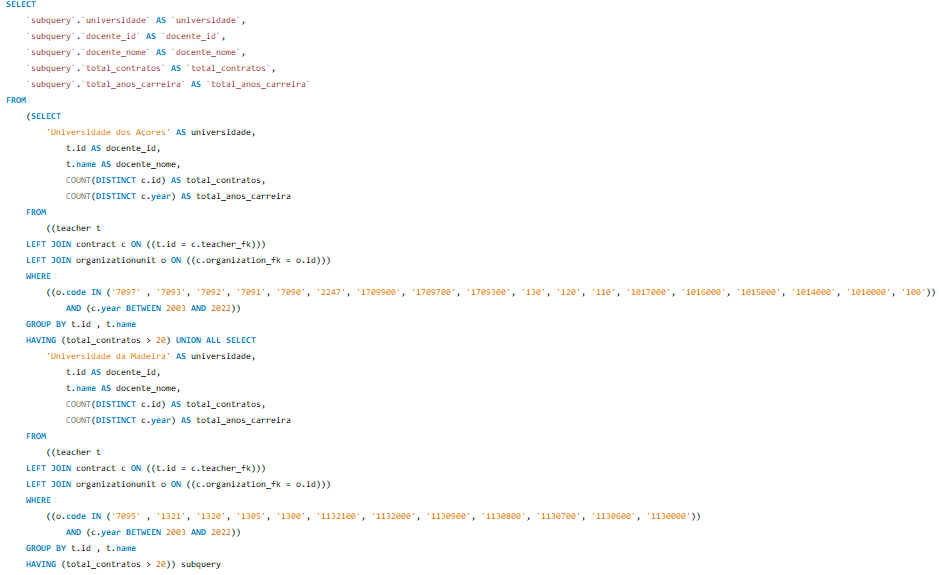 SELECT
`subquery`.`universidade` AS `universidade`,
`subquery`.`docente_id` AS `docente_id`,
`subquery`.`docente_nome` AS `docente_nome`,
`subquery`.`total_contratos` AS `total_contratos`,
`subquery`.`total_anos_carreira` AS `total_anos_carreira`
FROM
(SELECT
'Universidade dos Açores' AS universidade,
t.id AS docente_id,
t.name AS docente_nome,
COUNT(DISTINCT c.id) AS total_contratos,
COUNT(DISTINCT c.year) AS total_anos_carreira
FROM
((teacher t
LEFT JOIN contract c ON ((t.id = c.teacher_fk)))
LEFT JOIN organizationunit o ON ((c.organization_fk = o.id)))
WHERE
((o.code IN ('7097' , '7093', '7092', '7091', '7090', '2247', '1709900', '1709700', '1709300', '130', '120', '110', '1017000', '1016000', '1015000', '1014000', '1010000', '100'))
AND (c.year BETWEEN 2003 AND 2022))
GROUP BY t.id , t.name
HAVING (total_contratos > 20) UNION ALL SELECT
'Universidade da Madeira' AS universidade,
t.id AS docente_id,
t.name AS docente_nome,
COUNT(DISTINCT c.id) AS total_contratos,
COUNT(DISTINCT c.year) AS total_anos_carreira
FROM
((teacher t
LEFT JOIN contract c ON ((t.id = c.teacher_fk)))
LEFT JOIN organizationunit o ON ((c.organization_fk = o.id)))
WHERE
((o.code IN ('7095' , '1321', '1320', '1305', '1300', '1132100', '1132000', '1130900', '1130800', '1130700', '1130600', '1130000'))
AND (c.year BETWEEN 2003 AND 2022))
GROUP BY t.id , t.name
HAVING (total_contratos > 20)) subquery